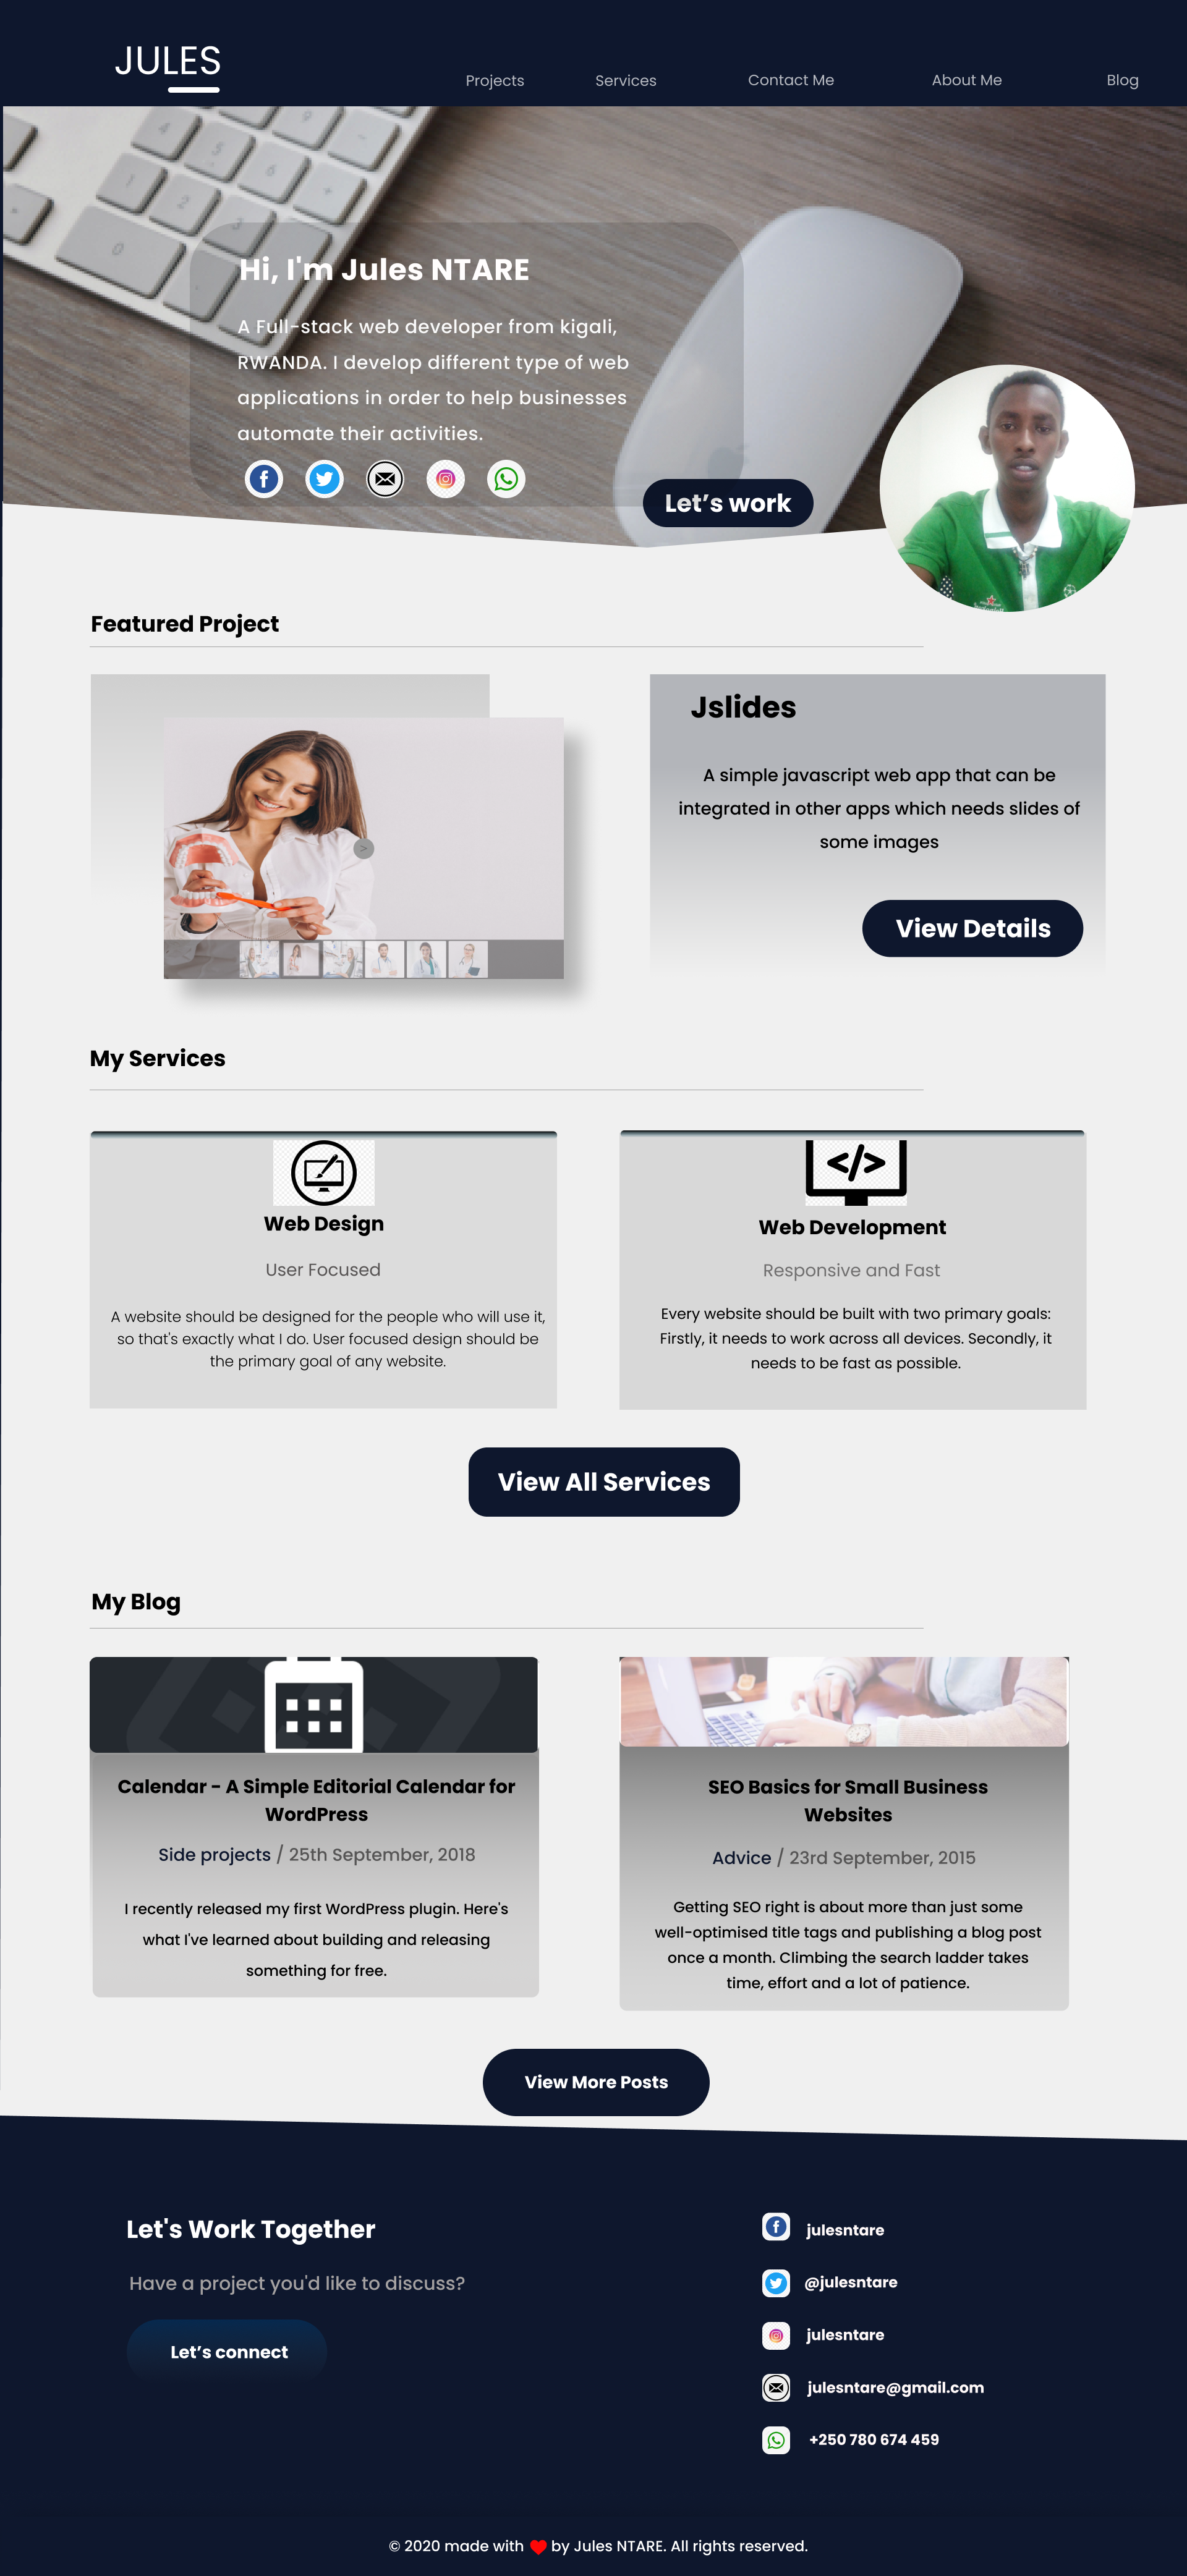 JULES
Projects
Services
Contact Me
About Me
Blog
Hi, I'm Jules NTARE
A Full-stack web developer from kigali,
RWANDA. I develop different type of web
applications in order to help businesses
automate their activities.
Let's work
Featured Project
Jslides
A simple javascript web app that can be
integrated in other apps which needs slides of
some images
>
View Details
My Services
Web Design
User Focused
A website should be designed for the people who will use it,
so that's exactly what I do. User focused design should be
the primary goal of any website.
</>
Web Development
Responsive and Fast
Every website should be built with two primary goals:
Firstly, it needs to work across all devices. Secondly, it
needs to be fast as possible.
View All Services
My Blog
Calendar - A Simple Editorial Calendar for
WordPress
Side projects / 25th September, 2018
I recently released my first WordPress plugin. Here's
what I've learned about building and releasing
something for free.
SEO Basics for Small Business
Websites
Advice / 23rd September, 2015
Getting SEO right is about more than just some
well-optimised title tags and publishing a blog post
once a month. Climbing the search ladder takes
time, effort and a lot of patience.
View More Posts
Let's Work Together
Have a project you'd like to discuss?
Let's connect
julesntare
@julesntare
julesntare
julesntare@gmail.com
+250 780 674 459
© 2020 made with ❤ by Jules NTARE. All rights reserved.